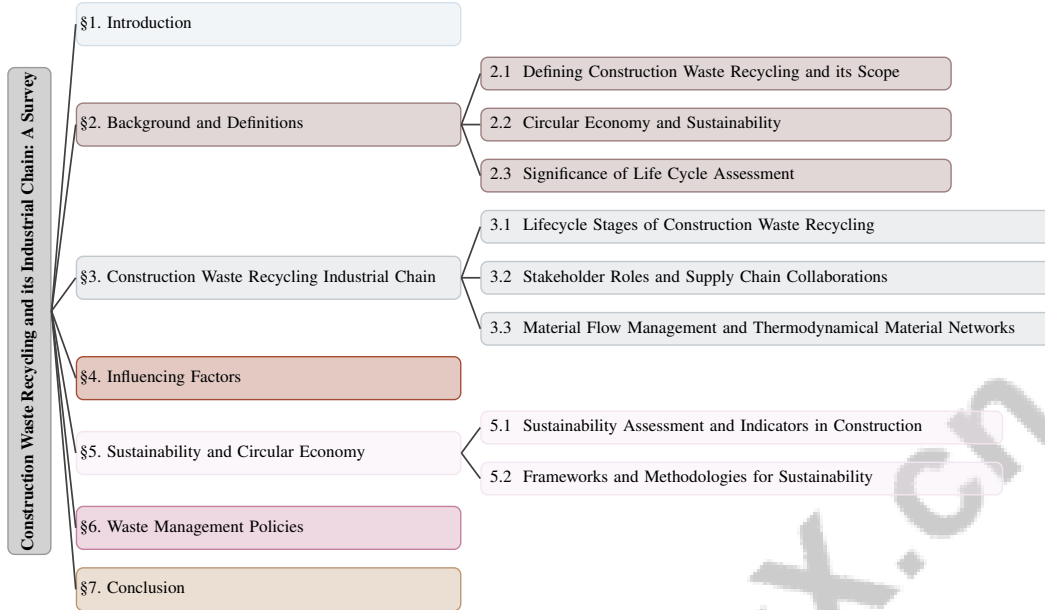 Construction Waste Recycling and its Industrial Chain: A Survey
§1. Introduction
§2. Background and Definitions
2.1 Defining Construction Waste Recycling and its Scope
2.2 Circular Economy and Sustainability
2.3 Significance of Life Cycle Assessment
§3. Construction Waste Recycling Industrial Chain
3.1 Lifecycle Stages of Construction Waste Recycling
3.2 Stakeholder Roles and Supply Chain Collaborations
3.3 Material Flow Management and Thermodynamical Material Networks
§4. Influencing Factors
§5. Sustainability and Circular Economy
5.1 Sustainability Assessment and Indicators in Construction
5.2 Frameworks and Methodologies for Sustainability
§6. Waste Management Policies
§7. Conclusion
x.cn